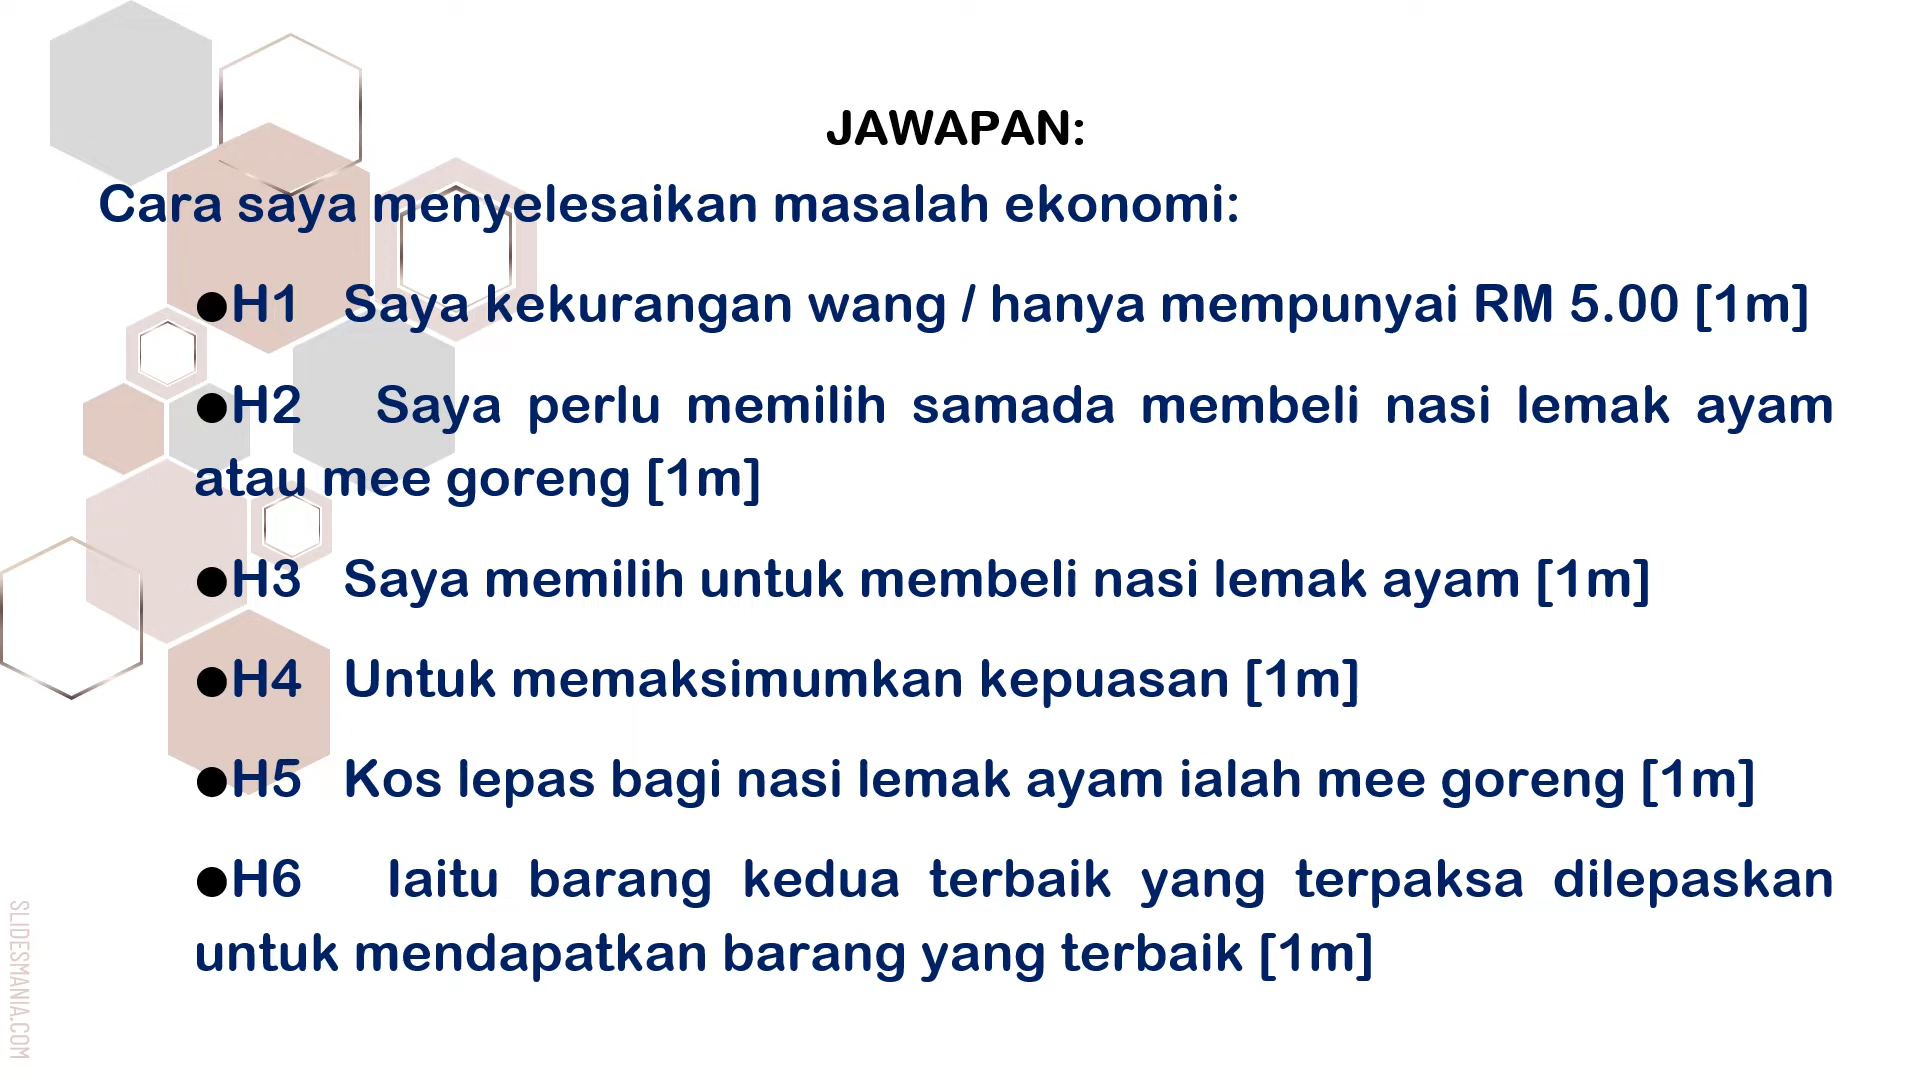 JAWAPAN:
Cara saya menyelesaikan masalah ekonomi:
●H1 Saya kekurangan wang / hanya mempunyai RM 5.00 [1m]
●H2 Saya perlu memilih samada membeli nasi lemak ayam
atau mee goreng [1m]
●H3 Saya memilih untuk membeli nasi lemak ayam [1m]
●H4 Untuk memaksimumkan kepuasan [1m]
●H5 Kos lepas bagi nasi lemak ayam ialah mee goreng [1m]
●H6 Iaitu barang kedua terbaik yang terpaksa dilepaskan
untuk mendapatkan barang yang terbaik [1m]
SLIDESMANIA.COM